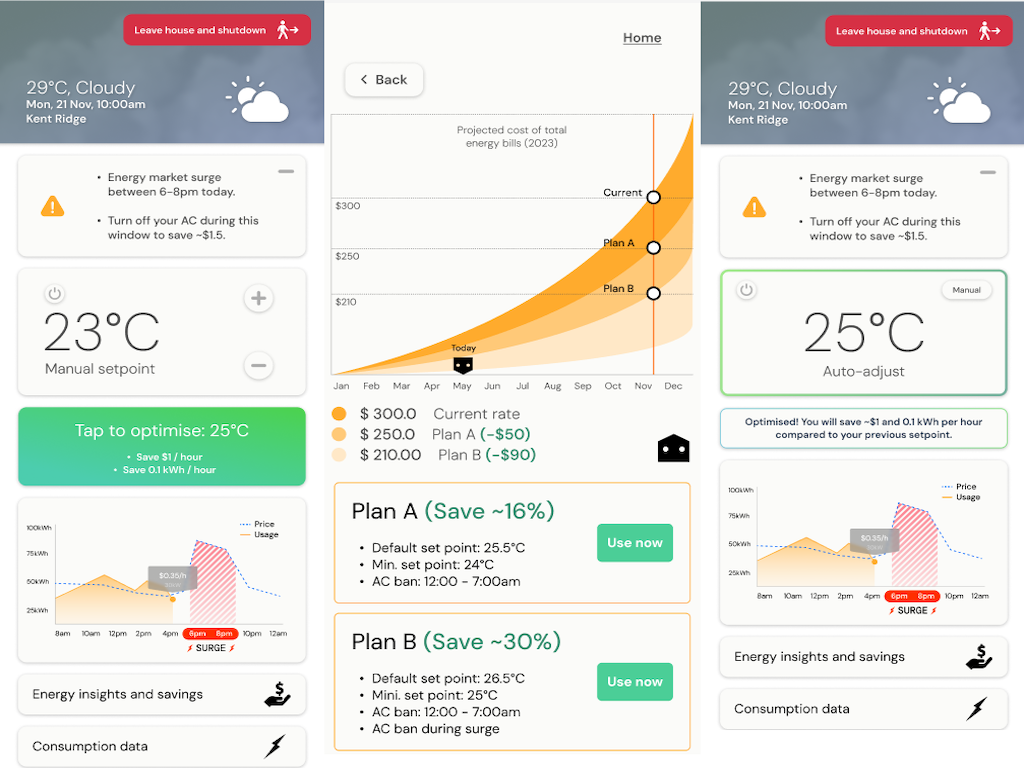 Leave house and shutdown
29°C, Cloudy
Mon, 21 Nov, 10:00am
Kent Ridge
• Energy market surge
between 6-8pm today.
• Turn off your AC during this
window to save ~$1.5.
23°C
Manual setpoint
Tap to optimise: 25°C
• Save $1 / hour
• Save 0.1 kWh / hour
Price
Usage
100kWh
75kWh
50kWh
25kWh
$0.35/h
8am 10am 12pm 2pm 4pm 6pm 8pm 10pm 12am
SURGE
Energy insights and savings
Consumption data
Home
Back
Projected cost of total
energy bills (2023)
Current
$300
Plan A
$250
Plan B
$210
Today
Jan Feb Mar Apr May Jun Jul Aug Sep Oct Nov Dec
$ 300.0 Current rate
$ 250.0 Plan A (-$50)
$ 210.00 Plan B (-$90)
Plan A (Save ~16%)
• Default set point: 25.5°C
• Min. set point: 24°C
• AC ban: 12:00 - 7:00am
Use now
Plan B (Save ~30%)
• Default set point: 26.5°C
• Mini. set point: 25°C
• AC ban: 12:00 - 7:00am
• AC ban during surge
Use now
Leave house and shutdown
29°C, Cloudy
Mon, 21 Nov, 10:00am
Kent Ridge
• Energy market surge
between 6-8pm today.
• Turn off your AC during this
window to save ~$1.5.
Manual
25°C
Auto-adjust
Optimised! You will save ~$1 and 0.1 kWh per hour
compared to your previous setpoint.
Price
Usage
100kWh
75kWh
50kWh
25kWh
$0.35/h
8am 10am 12pm 2pm 4pm 6pm 8pm 10pm 12am
SURGE
Energy insights and savings
Consumption data